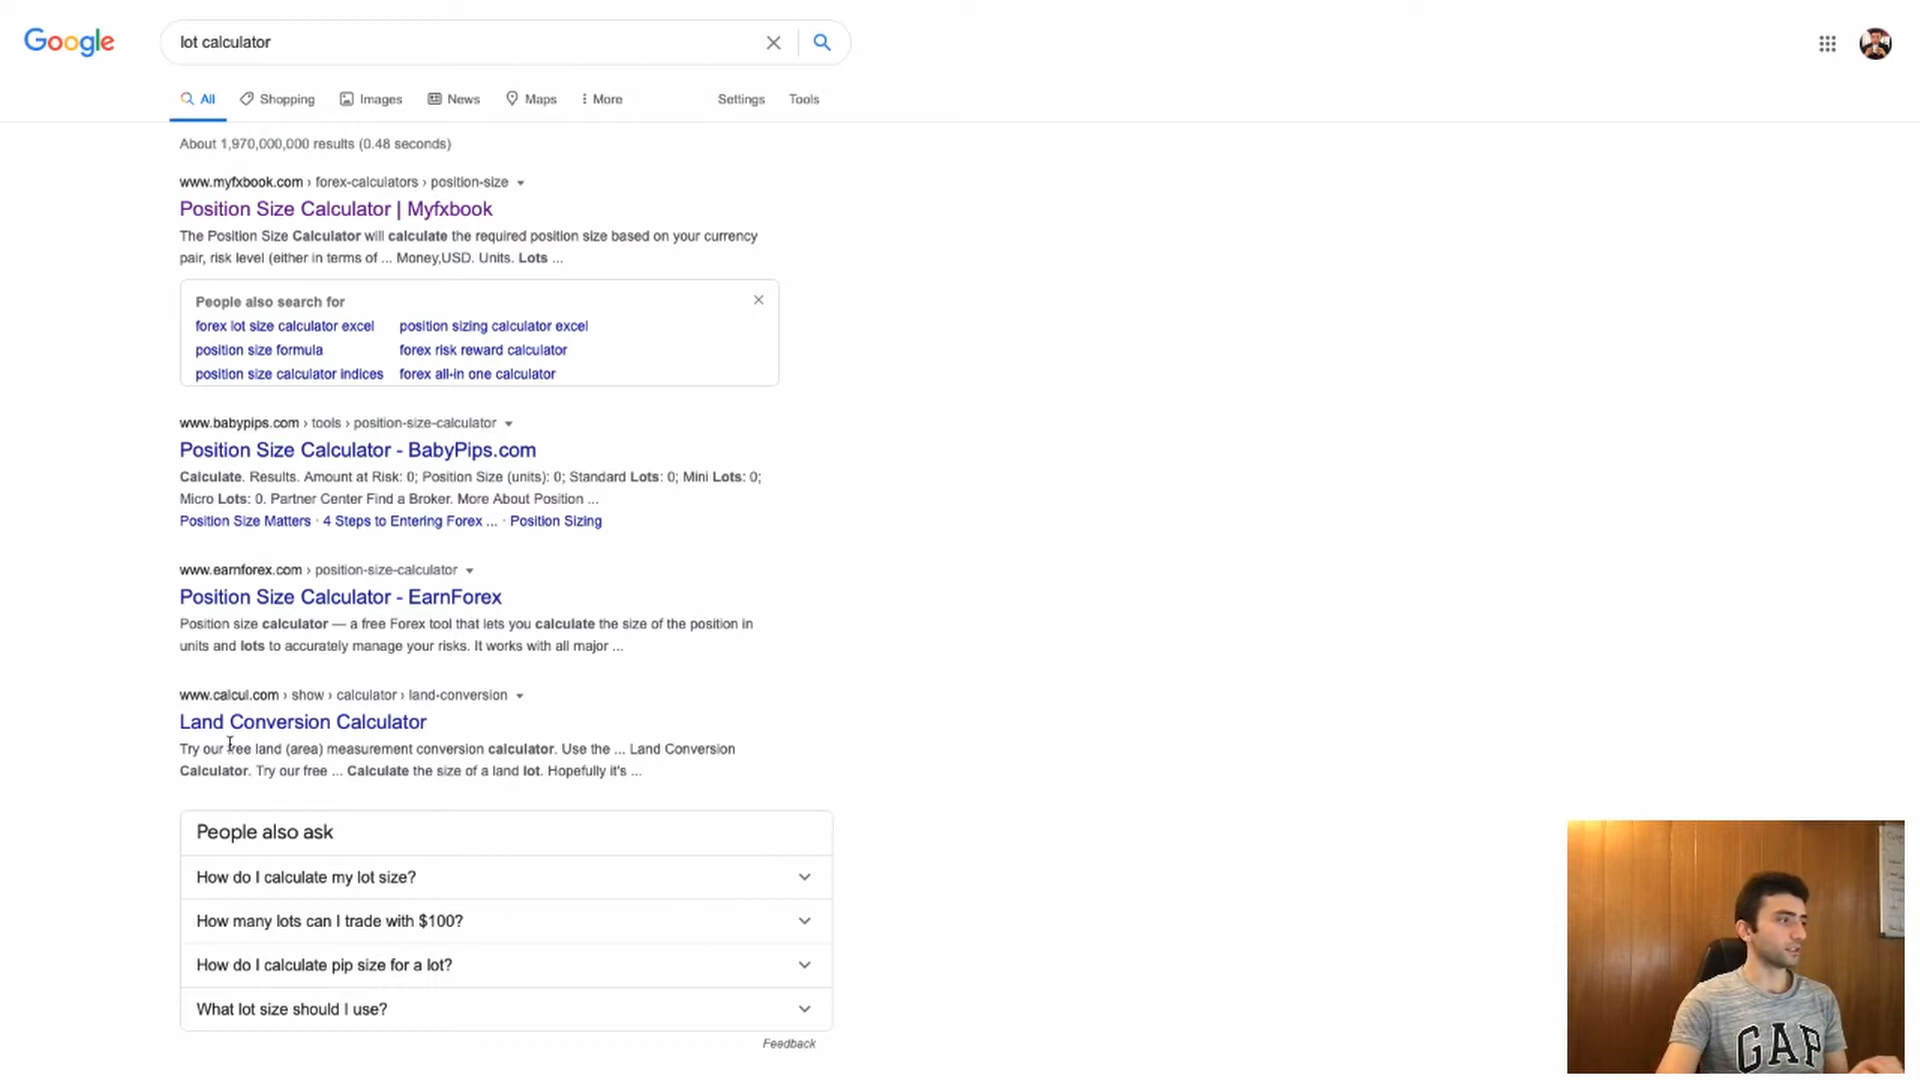 Google
lot calculator
All Shopping Images News Maps More Settings Tools
About 1,970,000,000 results (0.48 seconds)
www.myfxbook.com › forex-calculators › position-size
Position Size Calculator | Myfxbook
The Position Size Calculator will calculate the required position size based on your currency
pair, risk level (either in terms of ... Money,USD. Units. Lots ...
People also search for
forex lot size calculator excel position sizing calculator excel
position size formula forex risk reward calculator
position size calculator indices forex all-in one calculator
www.babypips.com › tools › position-size-calculator
Position Size Calculator - BabyPips.com
Calculate. Results. Amount at Risk: 0; Position Size (units): 0; Standard Lots: 0; Mini Lots: 0;
Micro Lots: 0. Partner Center Find a Broker. More About Position ...
Position Size Matters · 4 Steps to Entering Forex ... · Position Sizing
www.earnforex.com › position-size-calculator
Position Size Calculator - EarnForex
Position size calculator — a free Forex tool that lets you calculate the size of the position in
units and lots to accurately manage your risks. It works with all major ...
www.calcul.com › show › calculator › land-conversion
Land Conversion Calculator
Try our free land (area) measurement conversion calculator. Use the ... Land Conversion
Calculator. Try our free ... Calculate the size of a land lot. Hopefully it's ...
People also ask
How do I calculate my lot size?
How many lots can I trade with $100?
How do I calculate pip size for a lot?
What lot size should I use?
Feedback
GAP